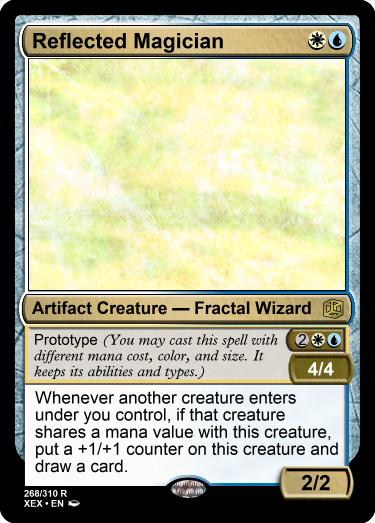 Reflected Magician
Artifact Creature — Fractal Wizard
Prototype (You may cast this spell with
different mana cost, color, and size. It
keeps its abilities and types.)
2
4/4
Whenever another creature enters
under you control, if that creature
shares a mana value with this creature,
put a +1/+1 counter on this creature and
draw a card.
2/2
268/310 R
XEX • EN